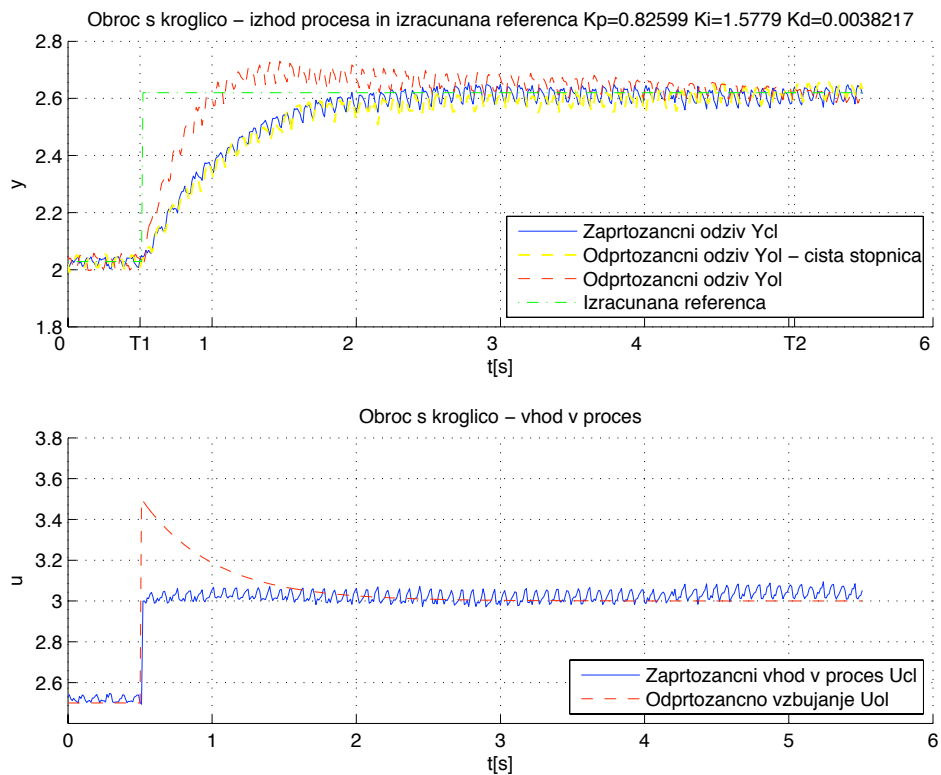 Obroc s kroglico − izhod procesa in izracunana referenca Kp=0.82599 Ki=1.5779 Kd=0.0038217
2.8
2.6
2.4
2.2
2
1.8
y
Zaprtozancni odziv Ycl
Odprtozancni odziv Yol − cista stopnica
Odprtozancni odziv Yol
Izracunana referenca
0 T1 1 2 3 4 T2 6
t[s]
Obroc s kroglico − vhod v proces
3.8
3.6
3.4
3.2
3
2.8
2.6
u
Zaprtozancni vhod v proces Ucl
Odprtozancno vzbujanje Uol
0 1 2 3 4 5 6
t[s]